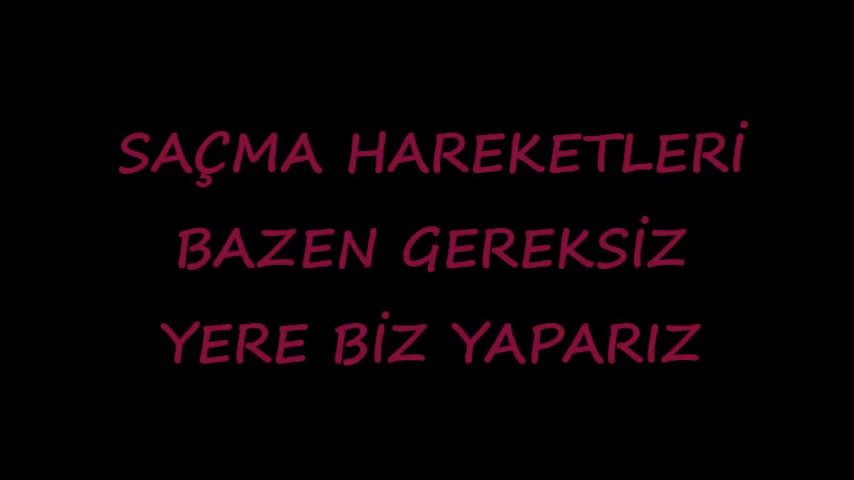 SAÇMA HAREKETLERİ
BAZEN GEREKSİZ
YERE BİZ YAPARIZ